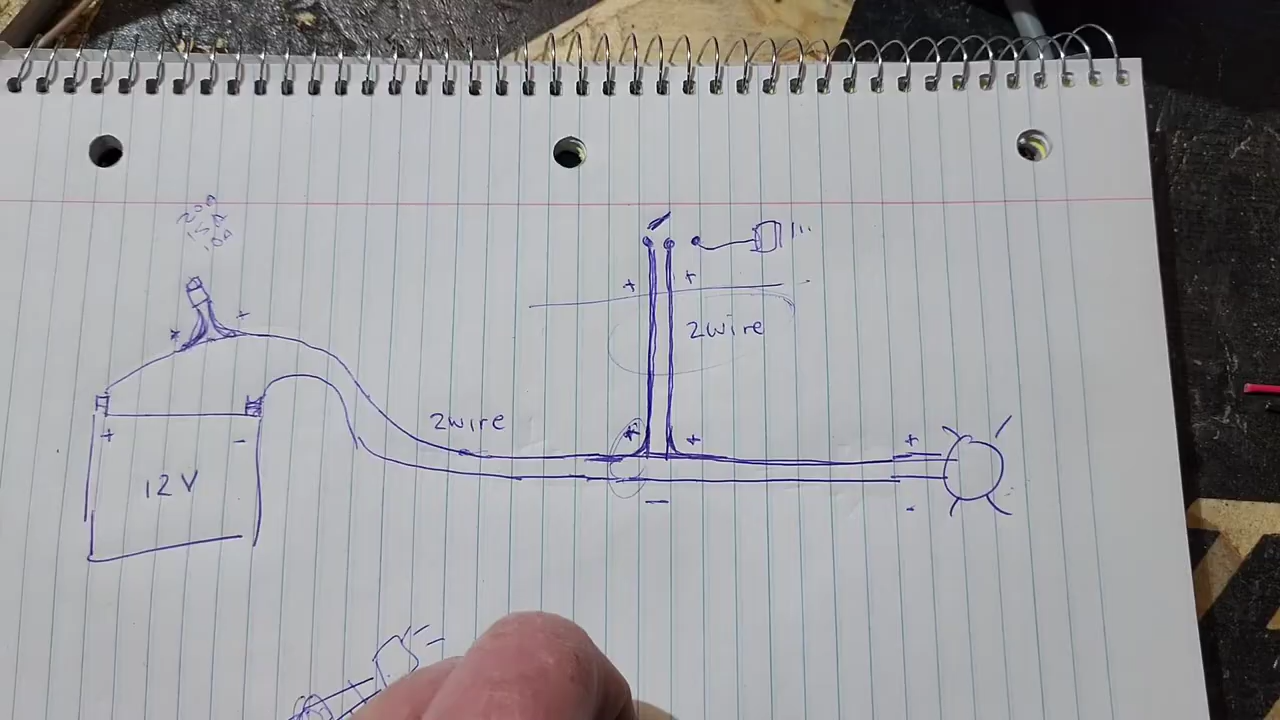 + +
2wire
+ +
2wire
+ +
+
+ -
12V
-
-